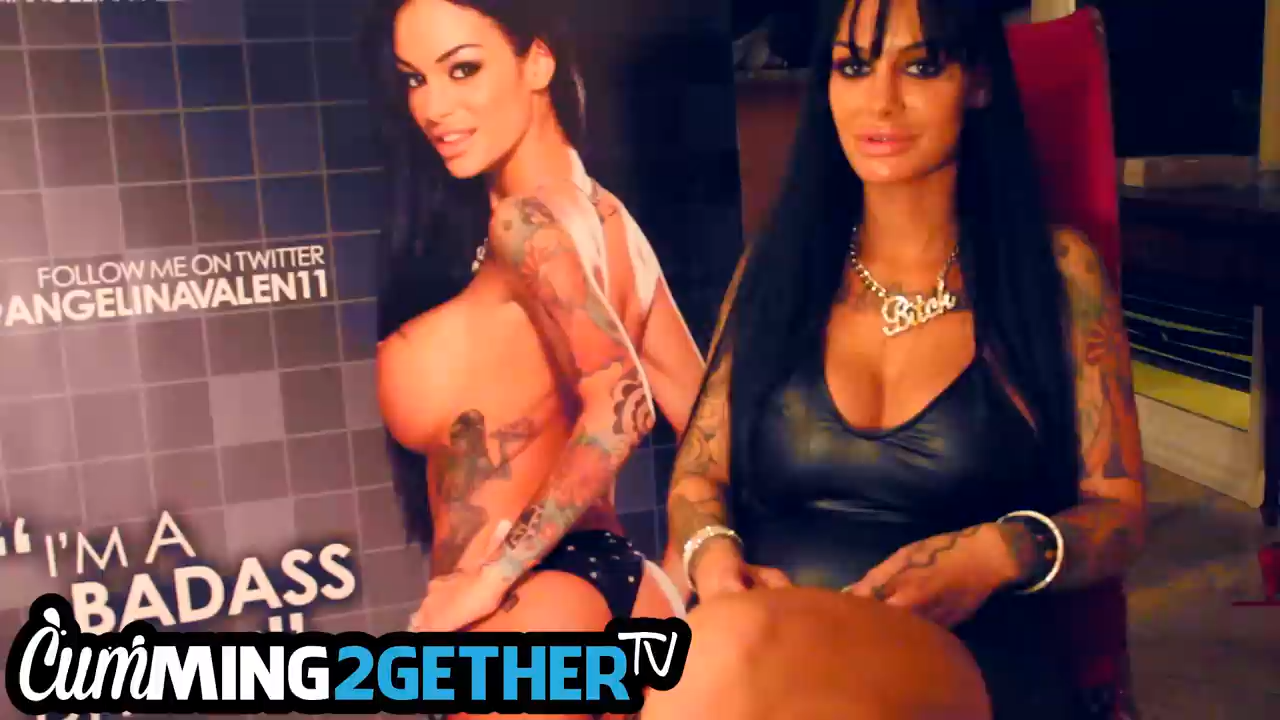 FOLLOW ME ON TWITTER
@ANGELINAVALEN11
Bitch
“I'M A
BADASS
CumMING2GETHER TV